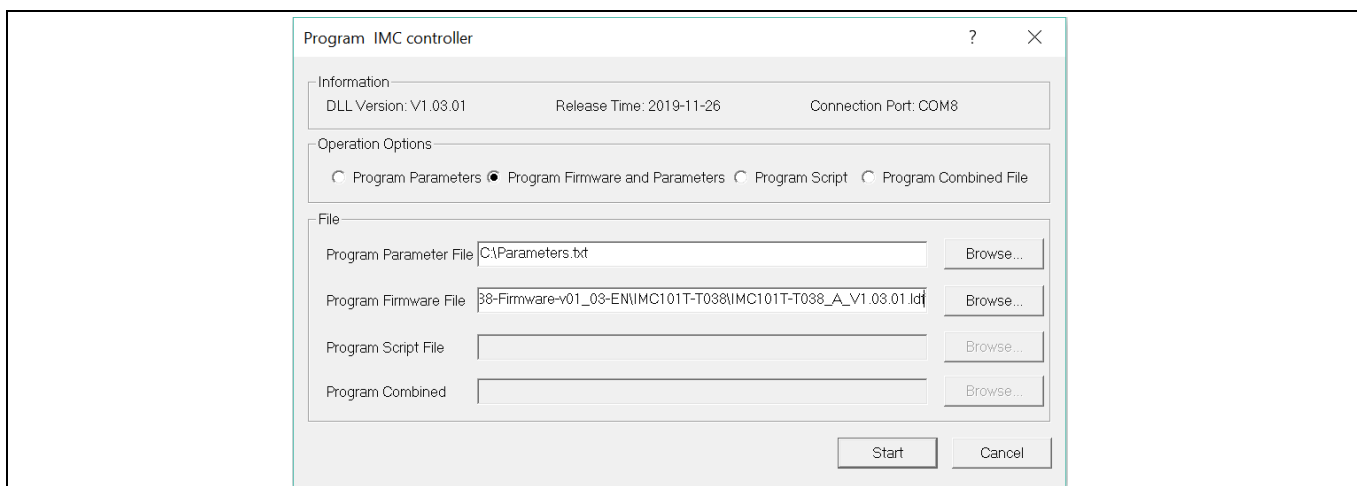 Program IMC controller ? ×
Information
DLL Version: V1.03.01 Release Time: 2019-11-26 Connection Port: COM8
Operation Options
Program Parameters Program Firmware and Parameters Program Script Program Combined File
File
Program Parameter File C:\Parameters.txt Browse...
Program Firmware File 38-Firmware-v01_03-EN\IMC101T-T038\IMC101T-T038_A_V1.03.01.ldf Browse...
Program Script File Browse...
Program Combined Browse...
Start Cancel